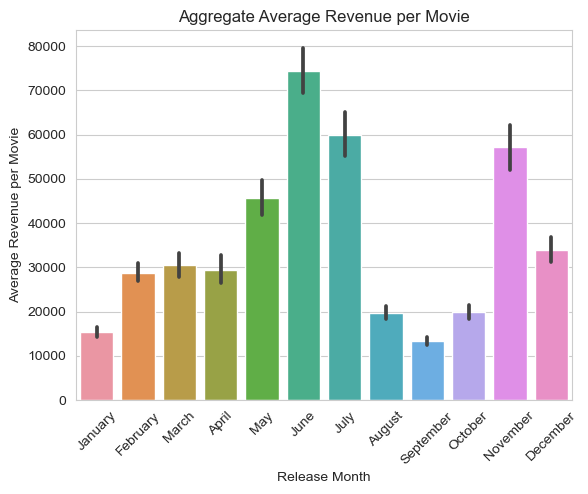 Aggregate Average Revenue per Movie
Average Revenue per Movie
80000
70000
60000
50000
40000
30000
20000
10000
0
January
February
March
April
May
June
July
August
September
October
November
December
Release Month